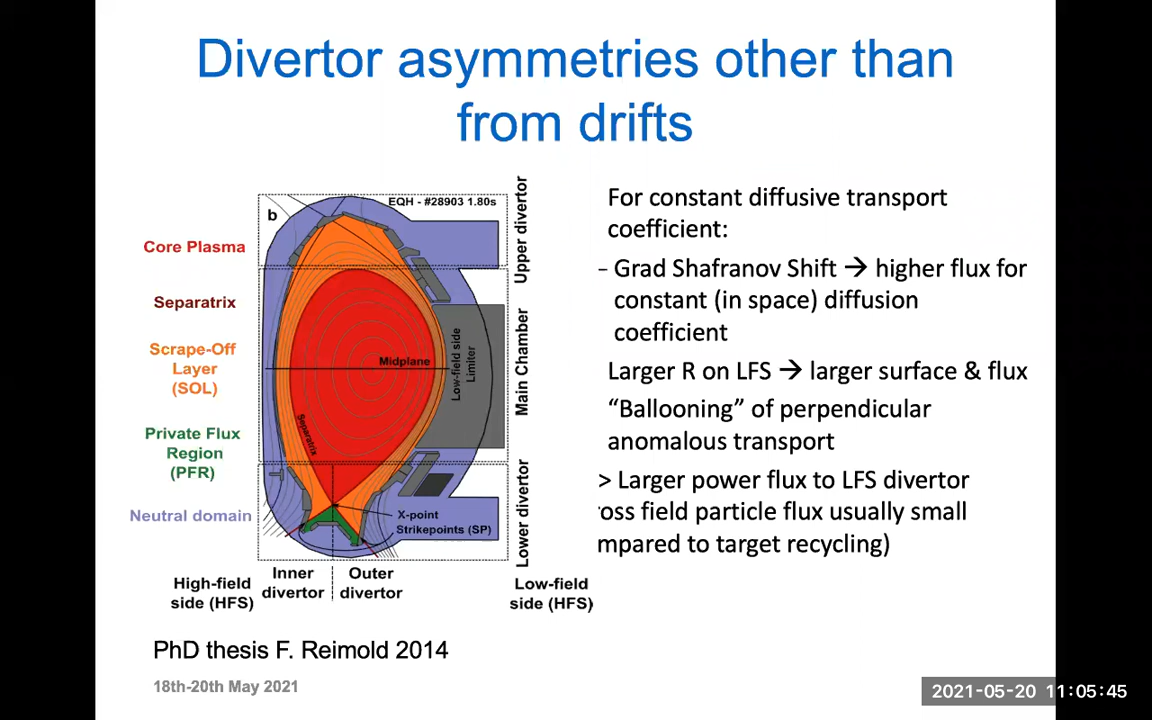 Divertor asymmetries other than
from drifts
b
EQH - #28903 1.80s
Core Plasma
Separatrix
Scrape-Off
Layer
(SOL)
Private Flux
Region
(PFR)
Neutral domain
Midplane
Separatrix
Low-field side
Limiter
X-point
Strikepoints (SP)
Upper divertor
Main Chamber
Lower divertor
High-field
side (HFS)
Inner
divertor
Outer
divertor
Low-field
side (HFS)
For constant diffusive transport
coefficient:
- Grad Shafranov Shift → higher flux for
constant (in space) diffusion
coefficient
Larger R on LFS → larger surface & flux
“Ballooning” of perpendicular
anomalous transport
> Larger power flux to LFS divertor
oss field particle flux usually small
mpared to target recycling)
PhD thesis F. Reimold 2014
18th-20th May 2021
2021-05-20 11:05:45